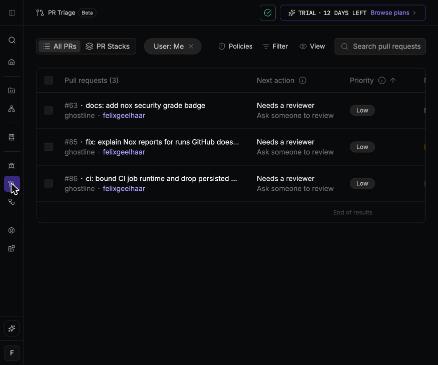 PR Triage Beta
TRIAL · 12 DAYS LEFT Browse plans
All PRs PR Stacks User: Me Policies Filter View Search pull requests
Pull requests (3) Next action Priority
#63 · docs: add nox security grade badge Needs a reviewer Low
ghostline · felixgeelhaar Ask someone to review
#85 · fix: explain Nox reports for runs GitHub does... Needs a reviewer Low
ghostline · felixgeelhaar Ask someone to review
#86 · ci: bound CI job runtime and drop persisted ... Needs a reviewer Low
ghostline · felixgeelhaar Ask someone to review
End of results
F